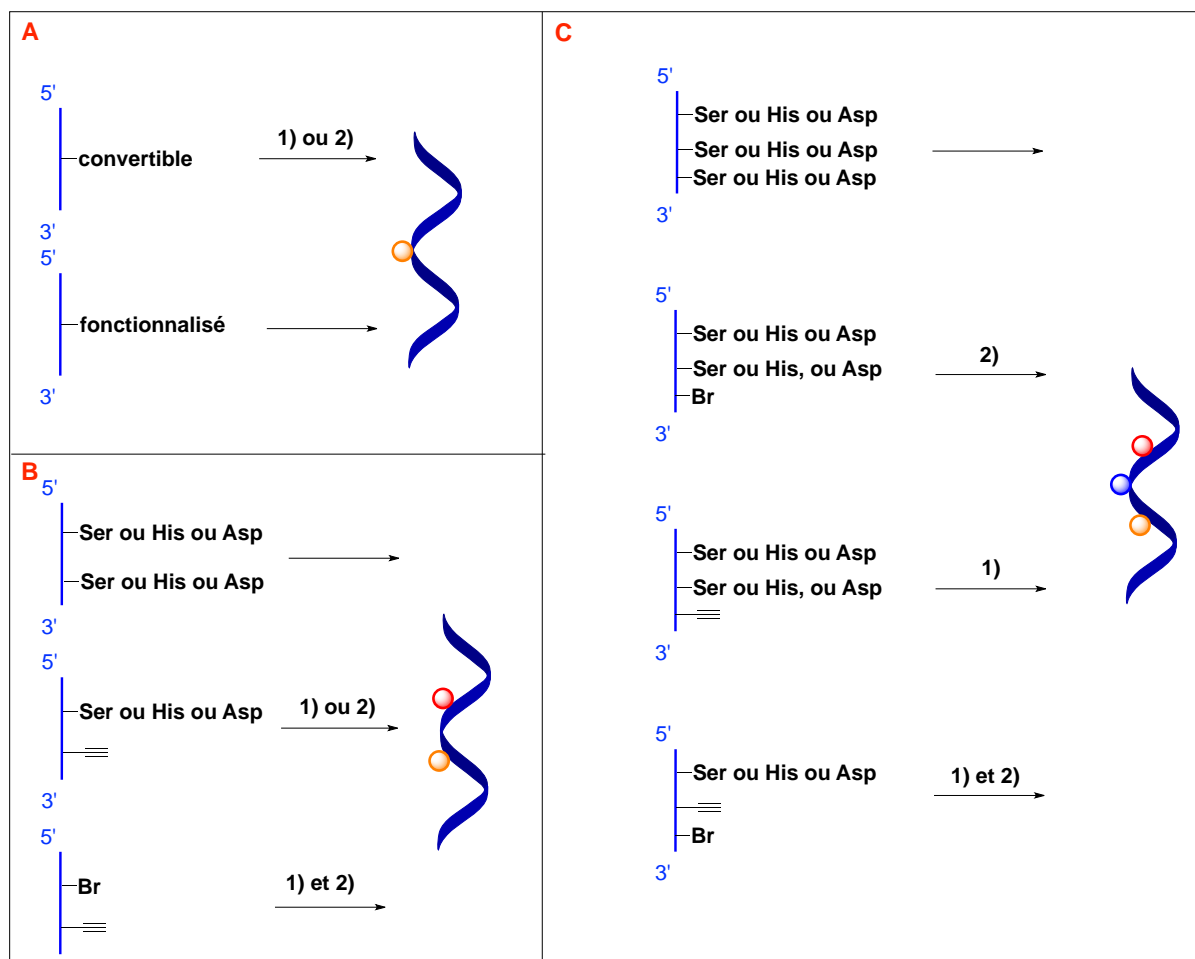 A
5'
convertible
1) ou 2)
3'
5'
fonctionnalisé
3'
B
5'
Ser ou His ou Asp
Ser ou His ou Asp
3'
5'
Ser ou His ou Asp
1) ou 2)
3'
5'
Br
1) et 2)
C
5'
Ser ou His ou Asp
Ser ou His ou Asp
Ser ou His ou Asp
3'
5'
Ser ou His ou Asp
Ser ou His, ou Asp
2)
Br
3'
5'
Ser ou His ou Asp
Ser ou His, ou Asp
1)
3'
5'
Ser ou His ou Asp
1) et 2)
Br
3'